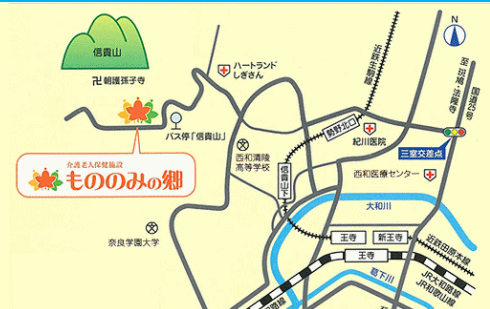 信貴山
卍 朝護孫子寺
ハートランド
しぎさん
バス停「信貴山」
介護老人保健施設
もののみの郷
西和清陵
高等学校
奈良学園大学
信貴山下
勢野北口
近鉄生駒線
紀川医院
西和医療センター
三室交差点
N
至 斑鳩・法隆寺
国道25号
大和川
王寺
新王寺
近鉄田原本線
王寺
葛下川
JR大和路線
JR和歌山線
路線